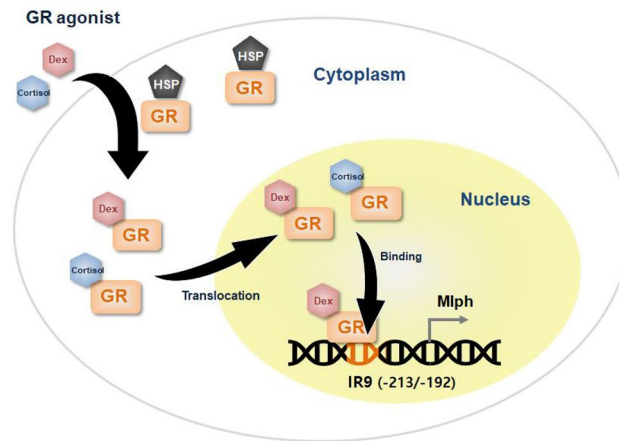 GR agonist
Dex
Cortisol
HSP
GR
HSP
GR
Cytoplasm
Dex
GR
Cortisol
GR
Translocation
Nucleus
Dex
GR
Cortisol
GR
Binding
Dex
GR
Mlph
IR9 (-213/-192)